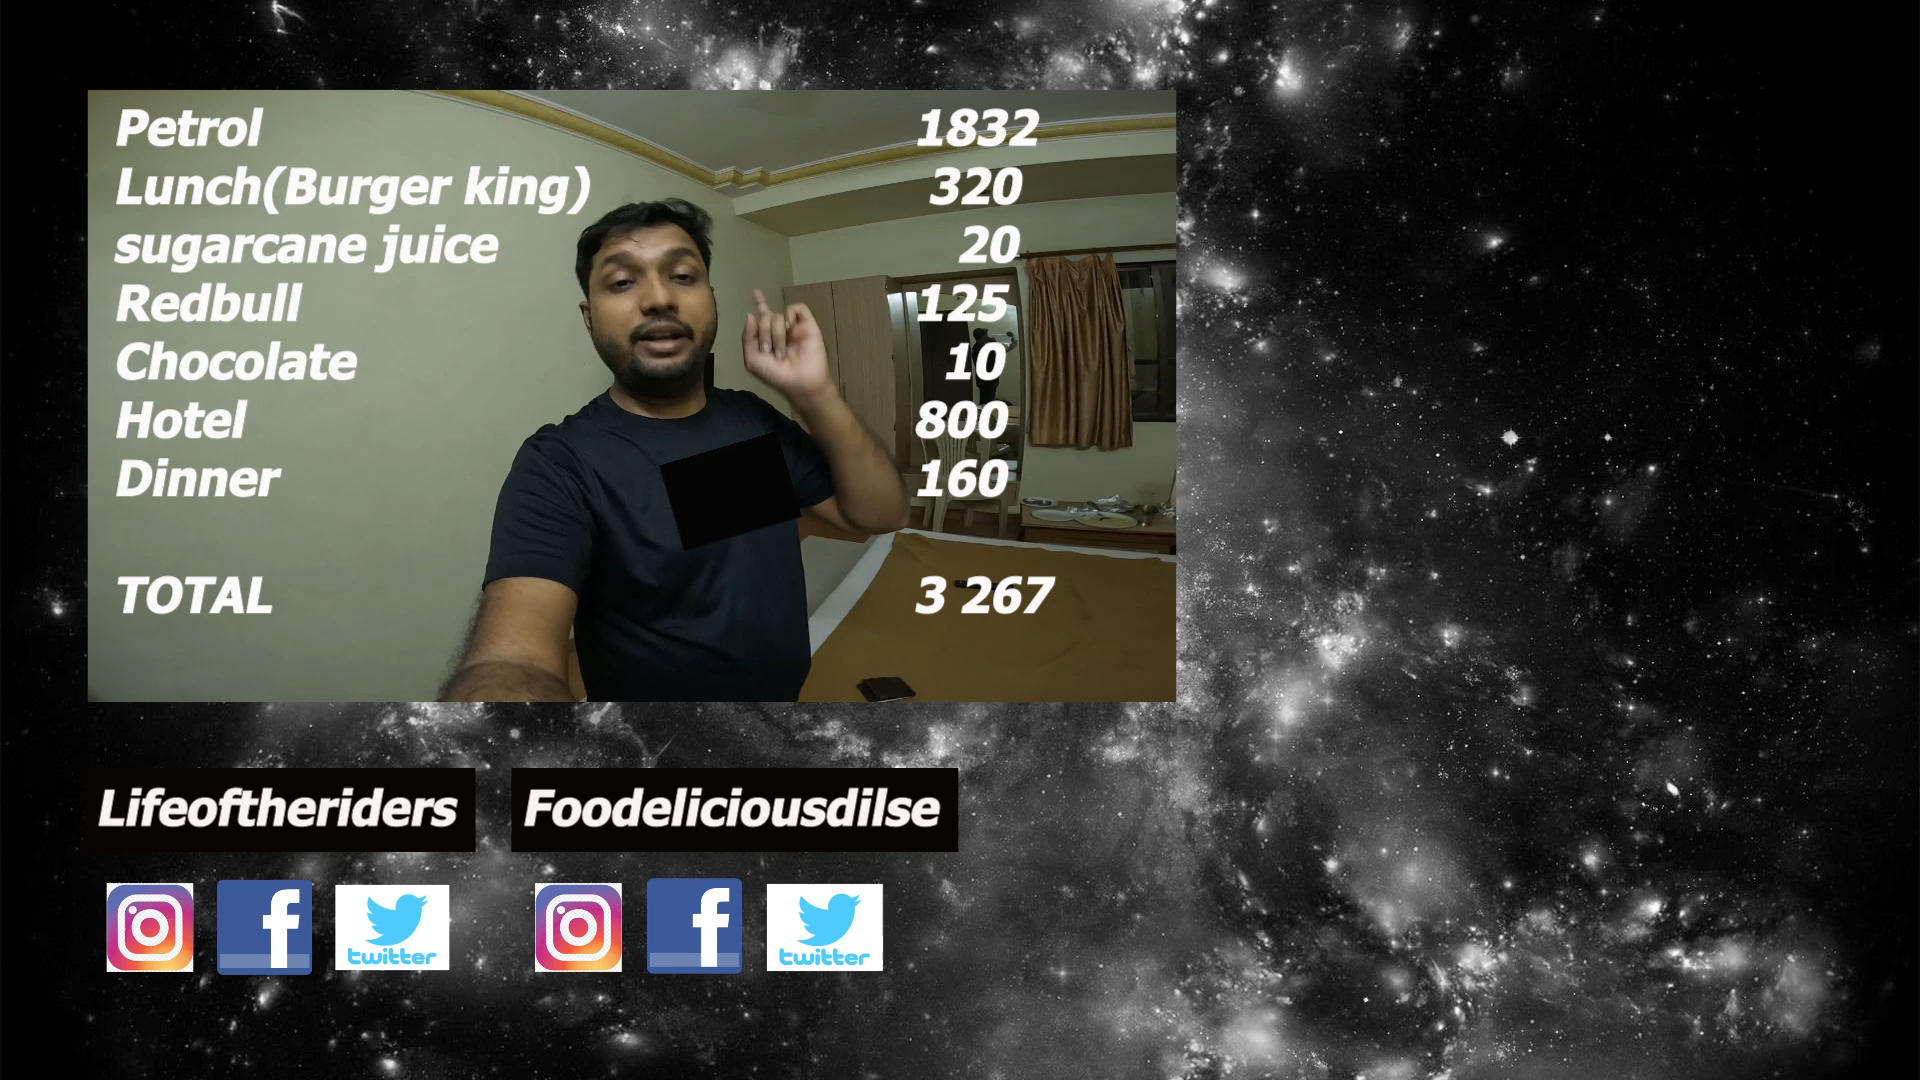 Petrol 1832
Lunch(Burger king) 320
sugarcane juice 20
Redbull 125
Chocolate 10
Hotel 800
Dinner 160
TOTAL 3 267
Lifeoftheriders Foodeliciousdilse
twitter twitter